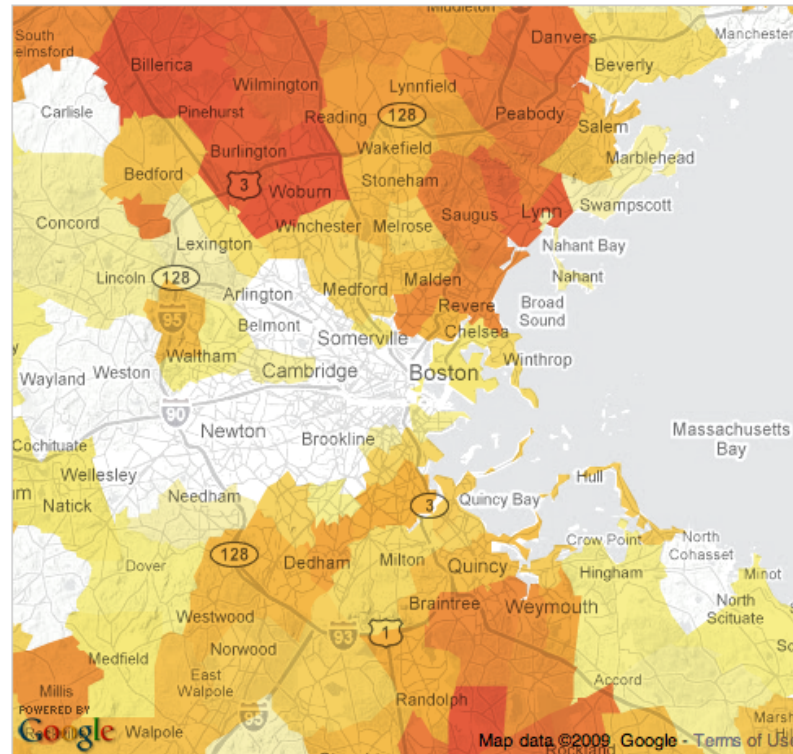 Middleton
South
elmsford
Danvers
Manchester
Billerica
Beverly
Wilmington
Lynnfield
Carlisle
Pinehurst
Reading
128
Peabody
Salem
Burlington
Wakefield
Marblehead
Bedford
3
Stoneham
Woburn
Saugus
Lynn
Swampscott
Concord
Winchester
Melrose
Lexington
Nahant Bay
Lincoln
128
Malden
Nahant
Arlington
Medford
Revere
Broad
Sound
95
Belmont
Somerville
Chelsea
Waltham
Winthrop
Wayland
Weston
Cambridge
Boston
90
Newton
Brookline
Massachusetts
Bay
Cochituate
Wellesley
Hull
Natick
Needham
Quincy Bay
3
Crow Point
North
Cohasset
128
Dedham
Milton
Quincy
Dover
Hingham
Minot
Braintree
Weymouth
North
Scituate
Westwood
93
1
Norwood
Medfield
East
Walpole
Accord
Millis
Randolph
95
POWERED BY
Google
Walpole
Rockland
Map data ©2009 Google - Terms of Use